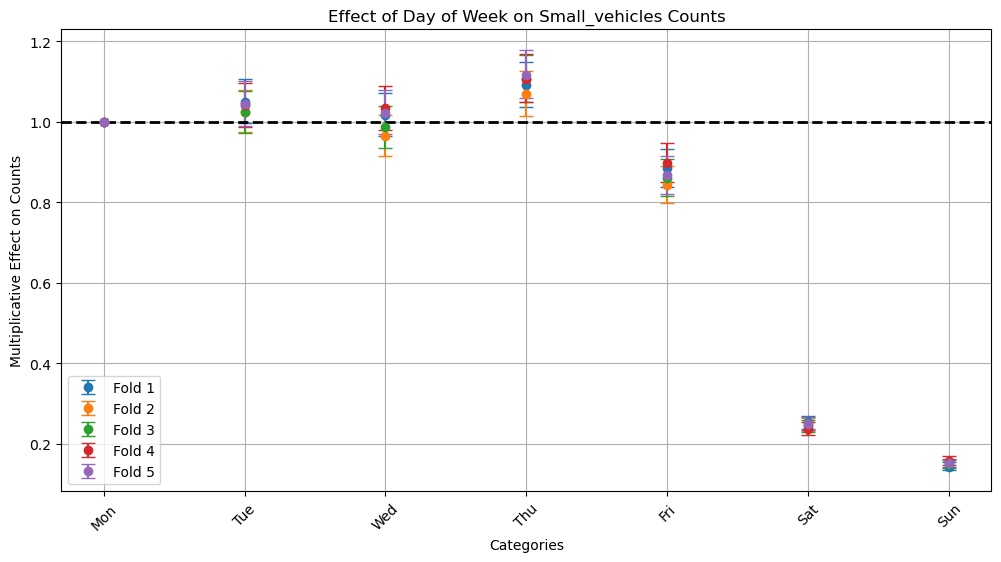 Effect of Day of Week on Small_vehicles Counts
Multiplicative Effect on Counts
1.2
1.0
0.8
0.6
0.4
0.2
Fold 1
Fold 2
Fold 3
Fold 4
Fold 5
Mon
Tue
Wed
Thu
Fri
Sat
Sun
Categories